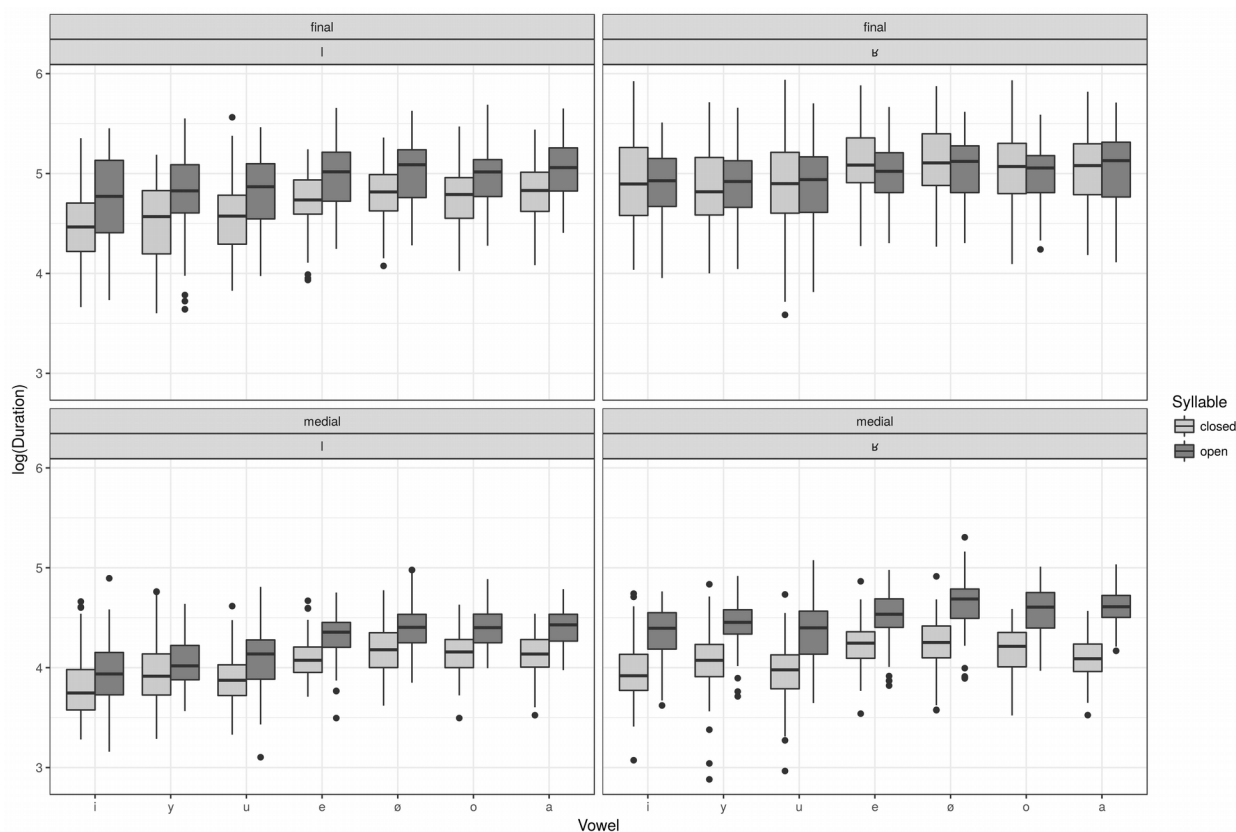 final
final
l
ʁ
6
5
4
3
log(Duration)
medial
medial
l
ʁ
6
5
4
3
Syllable
closed
open
i y u e ø o a
i y u e ø o a
Vowel